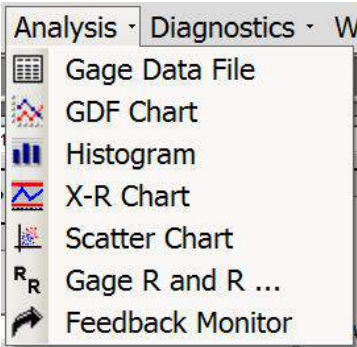 Analysis Diagnostics W
Gage Data File
GDF Chart
Histogram
X-R Chart
Scatter Chart
R R Gage R and R ...
Feedback Monitor